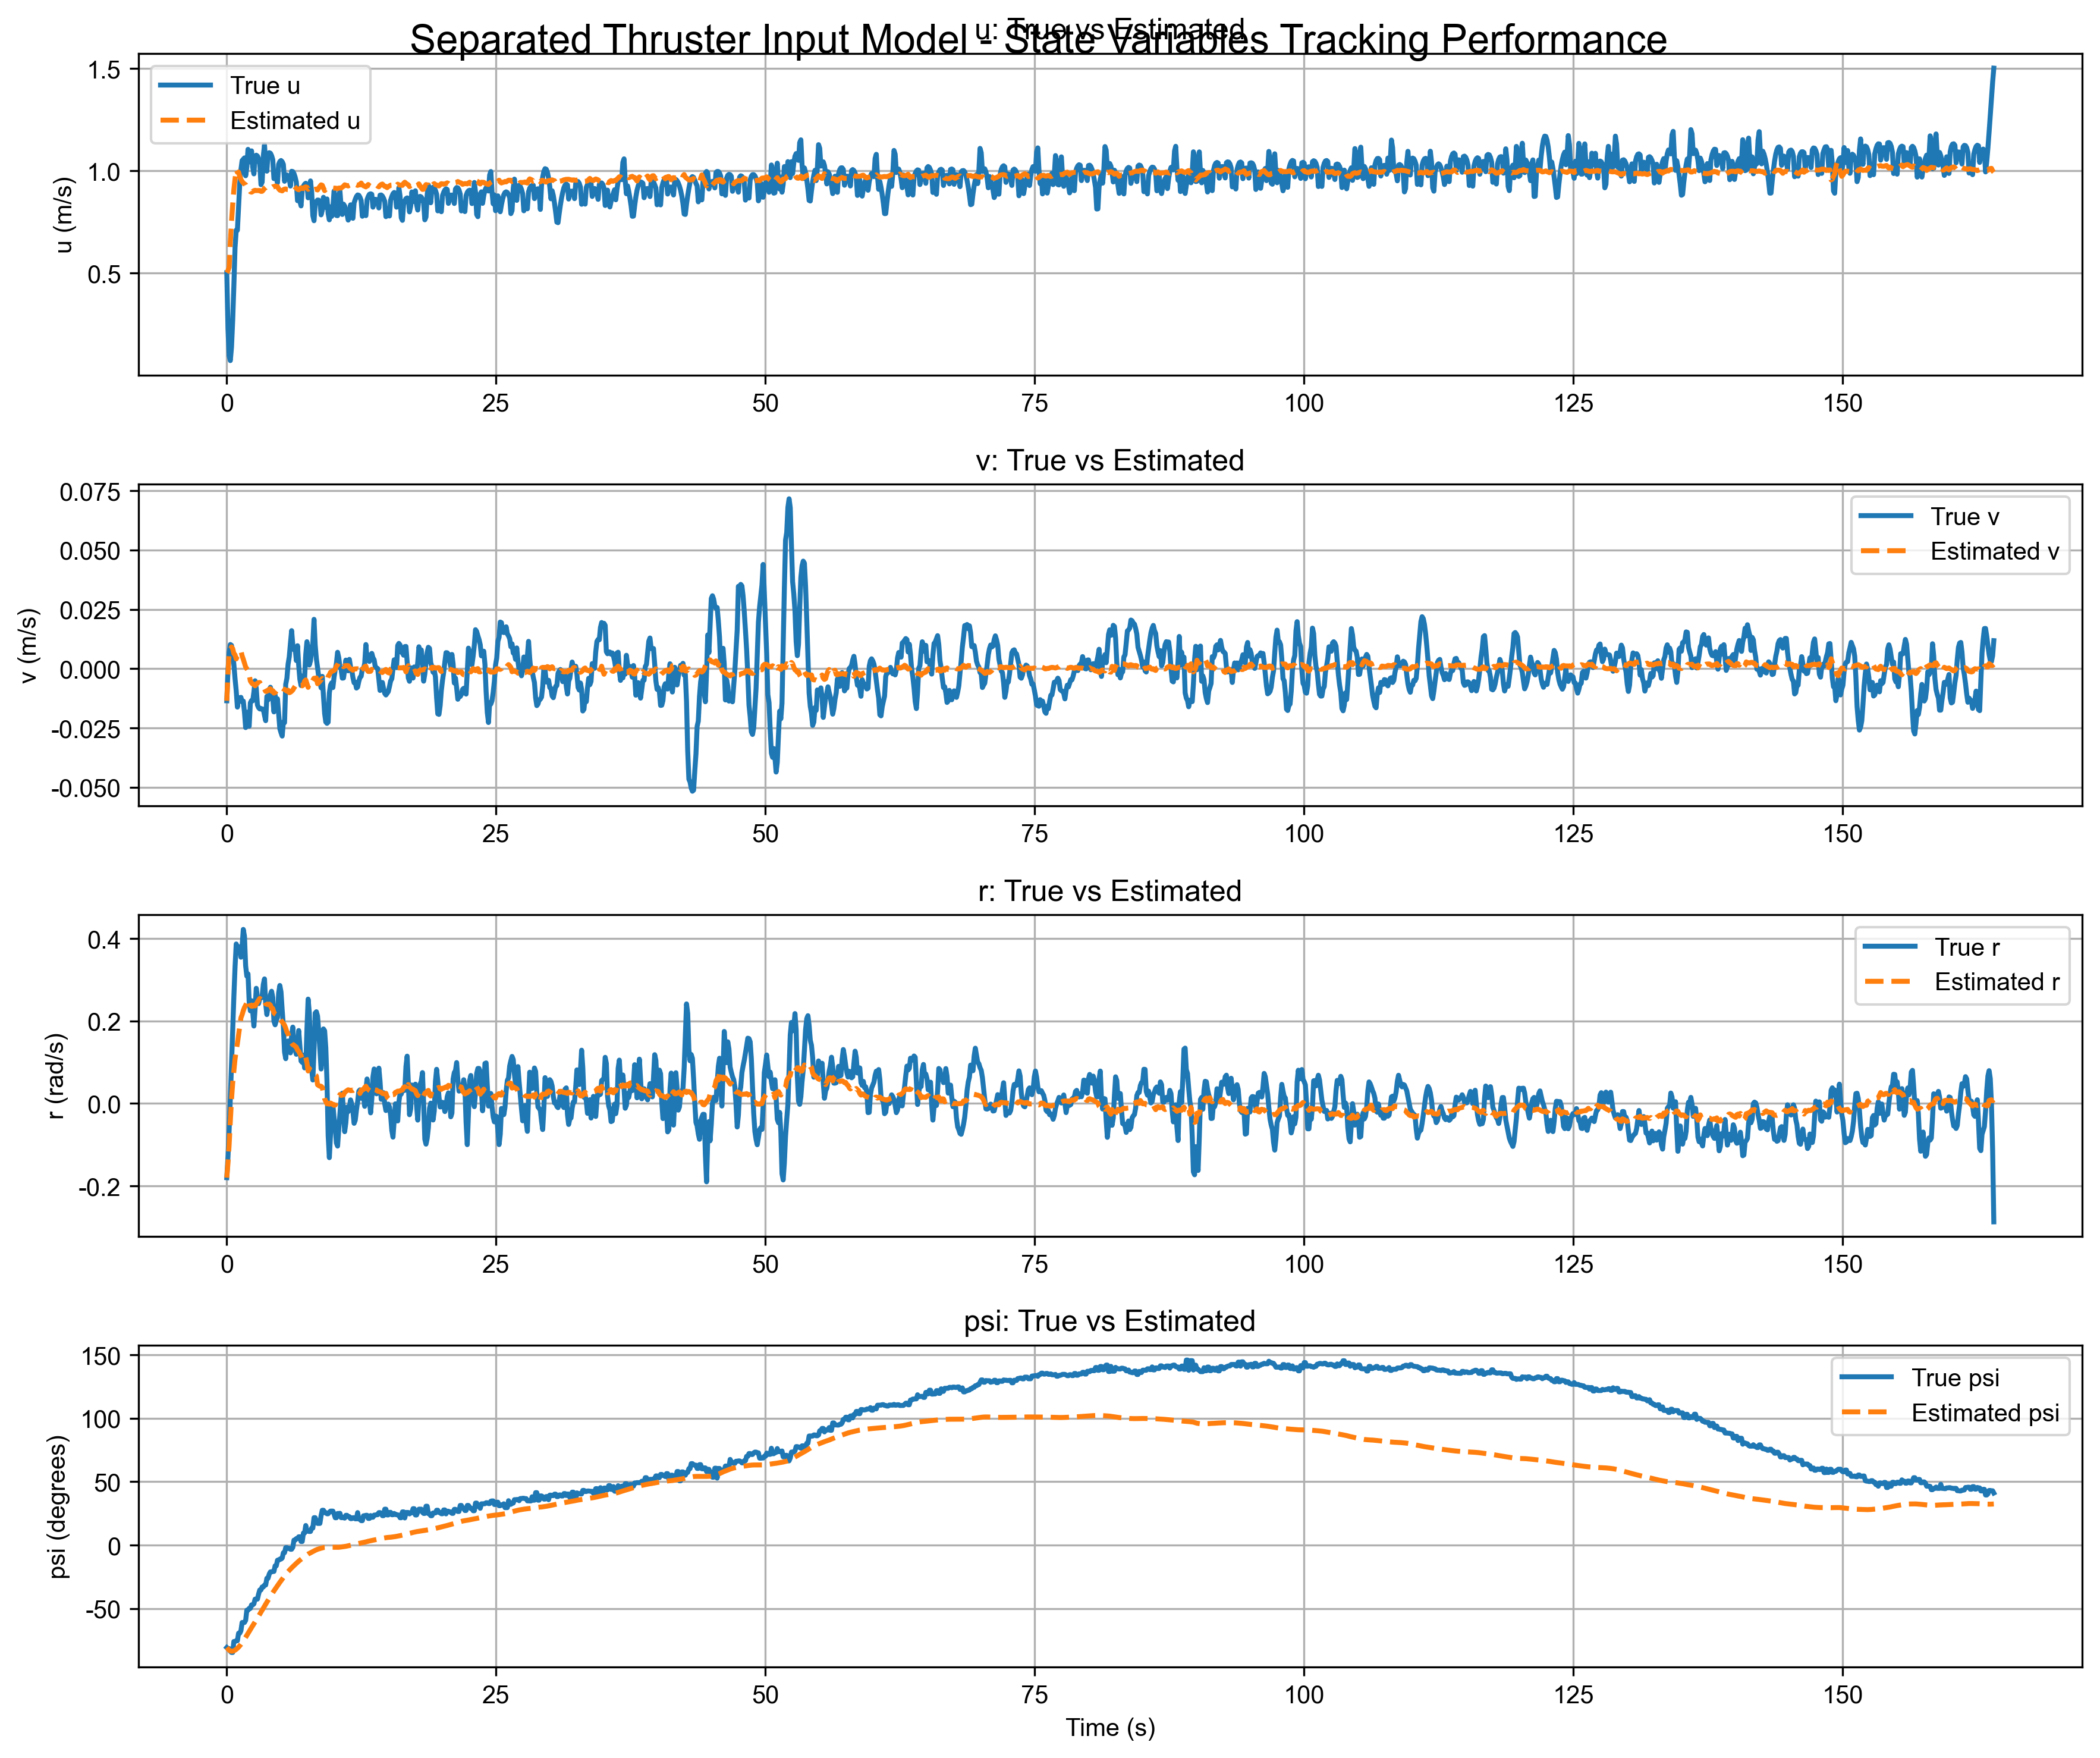 u: True vs Estimated
Separated Thruster Input Model - State Variables Tracking Performance
True u
Estimated u
u (m/s)
1.5
1.0
0.5
0 25 50 75 100 125 150
v: True vs Estimated
True v
Estimated v
v (m/s)
0.075
0.050
0.025
0.000
-0.025
-0.050
0 25 50 75 100 125 150
r: True vs Estimated
True r
Estimated r
r (rad/s)
0.4
0.2
0.0
-0.2
0 25 50 75 100 125 150
psi: True vs Estimated
True psi
Estimated psi
psi (degrees)
150
100
50
0
-50
0 25 50 75 100 125 150
Time (s)